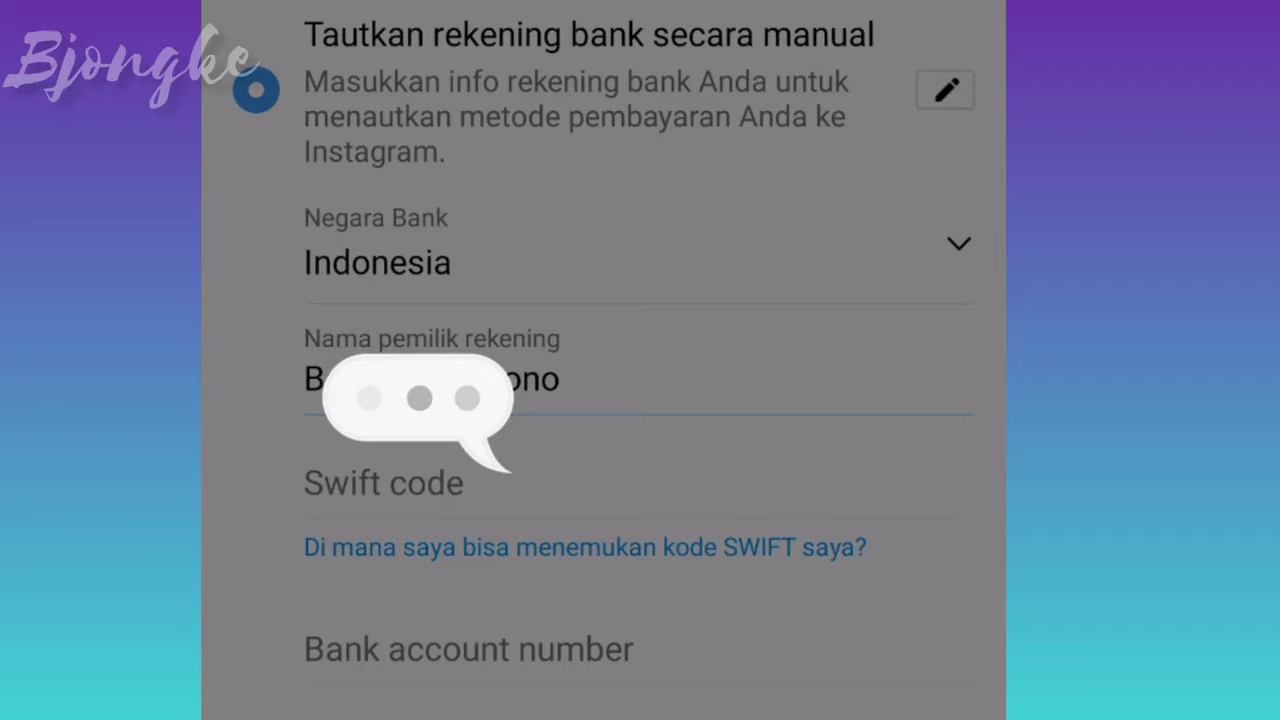 Bjongke
Tautkan rekening bank secara manual
Masukkan info rekening bank Anda untuk
menautkan metode pembayaran Anda ke
Instagram.
Negara Bank
Indonesia
Nama pemilik rekening
Swift code
Di mana saya bisa menemukan kode SWIFT saya?
Bank account number